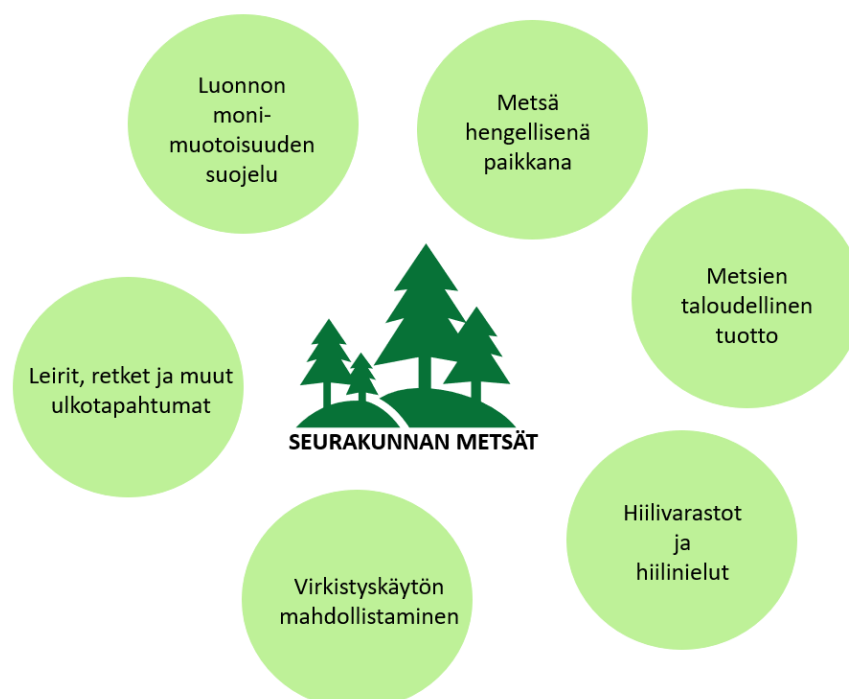 Luonnon
moni-
muotoisuuden
suojelu
Metsä
hengellisenä
paikkana
Metsien
taloudellinen
tuotto
Leirit, retket ja muut
ulkotapahtumat
SEURAKUNNAN METSÄT
Hiilivarastot
ja
hiilinielut
Virkistyskäytön
mahdollistaminen